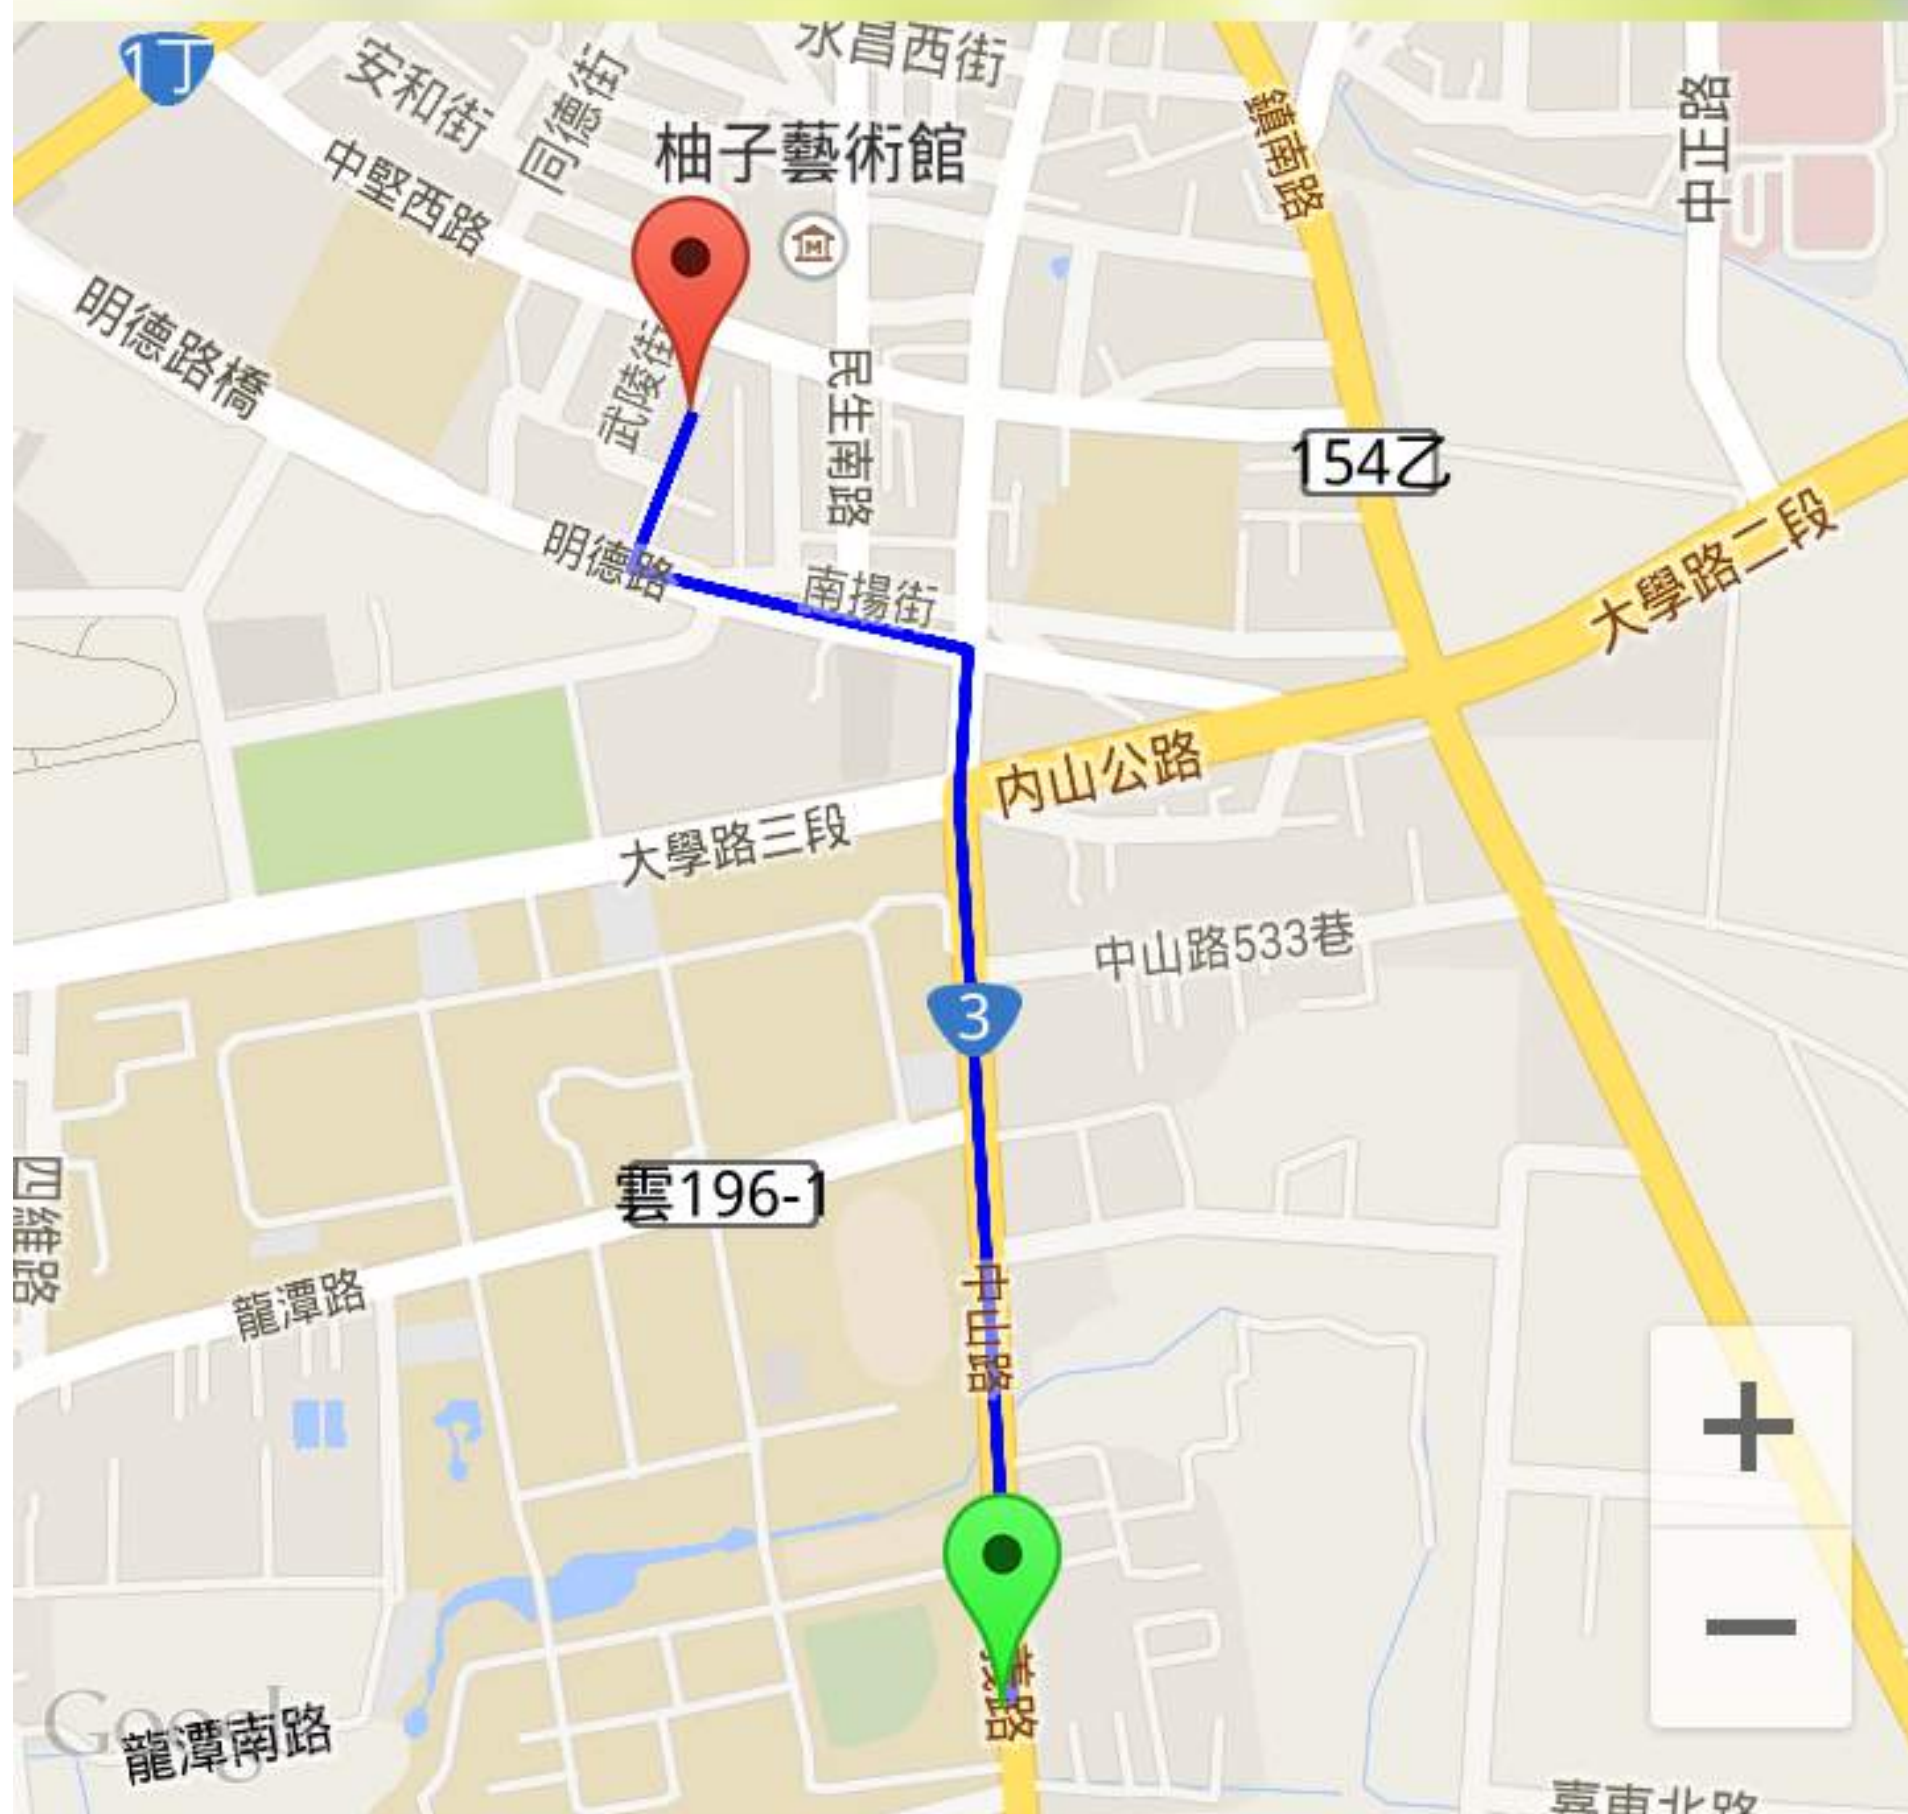 1丁
安和街
同德街
永昌西街
鎮南路
中正路
中堅西路
柚子藝術館
M
明德路橋
武陵街
民生南路
154乙
明德路
南揚街
大學路二段
內山公路
大學路三段
中山路533巷
3
四維路
雲196-1
龍潭路
中山路
+
−
Google
龍潭南路